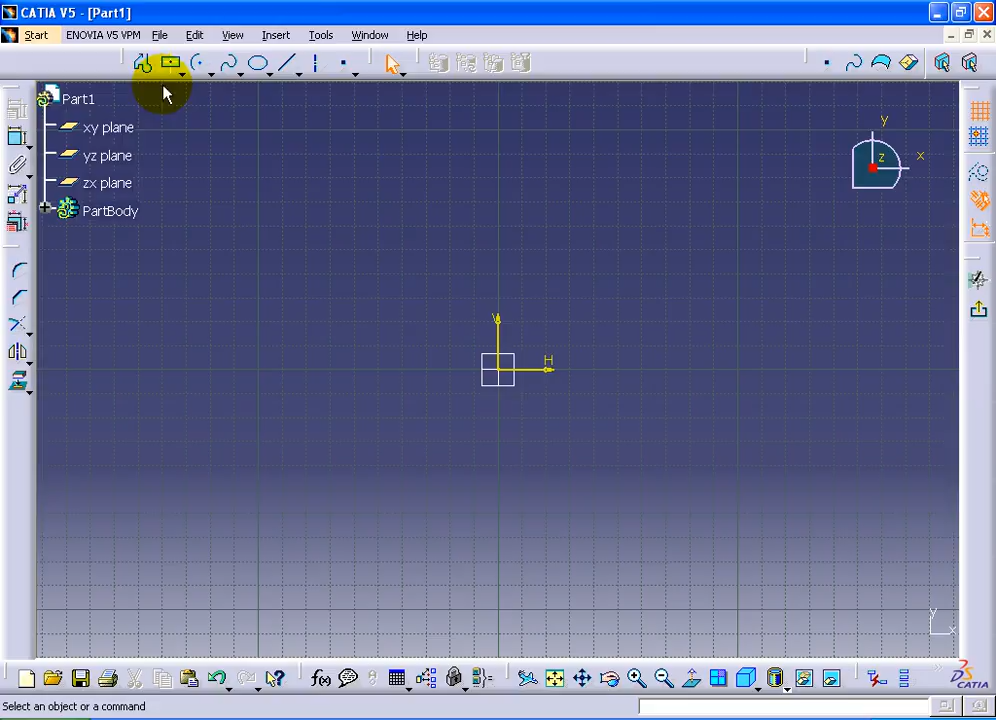 CATIA V5 - [Part1]
Start ENOVIA V5 VPM File Edit View Insert Tools Window Help
Part1
xy plane
yz plane
zx plane
PartBody
y
x
z
V
H
y
x
f(x)
CATIA
Select an object or a command